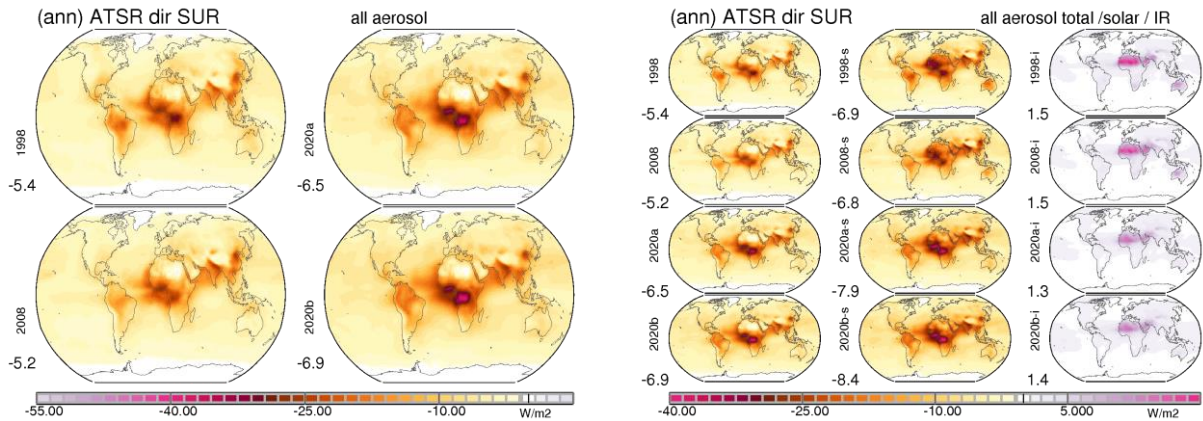 (ann) ATSR dir SUR all aerosol
1998
-5.4
2020a
-6.5
2008
-5.2
2020b
-6.9
-55.00 -40.00 -25.00 -10.00 W/m2
(ann) ATSR dir SUR all aerosol total /solar / IR
1998
-5.4
1998-s
-6.9
1998-i
1.5
2008
-5.2
2008-s
-6.8
2008-i
1.5
2020a
-6.5
2020a-s
-7.9
2020a-i
1.3
2020b
-6.9
2020b-s
-8.4
2020b-i
1.4
-40.00 -25.00 -10.00 5.000 W/m2